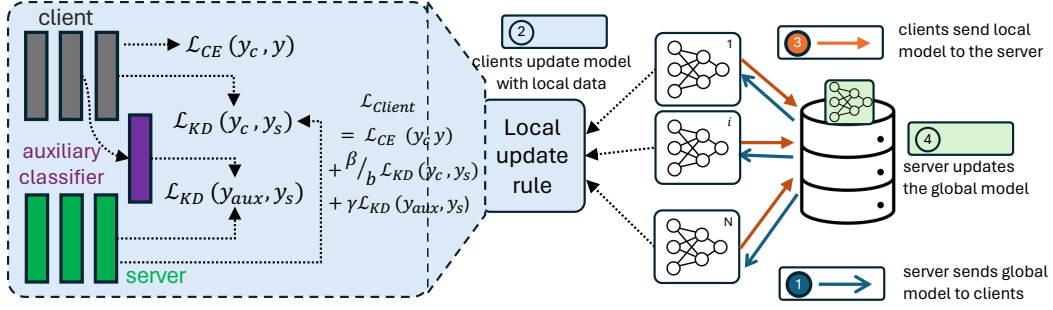 client
ℒ_CE (y_c, y)
ℒ_KD (y_c, y_s)
auxiliary
classifier
ℒ_KD (y_aux, y_s)
server
ℒ_Client
= ℒ_CE (y_c y)
+ β/b ℒ_KD (y_c, y_s)
+ γℒ_KD (y_aux, y_s)
2
clients update model
with local data
Local
update
rule
1
i
N
3
clients send local
model to the server
4
server updates
the global model
1
server sends global
model to clients